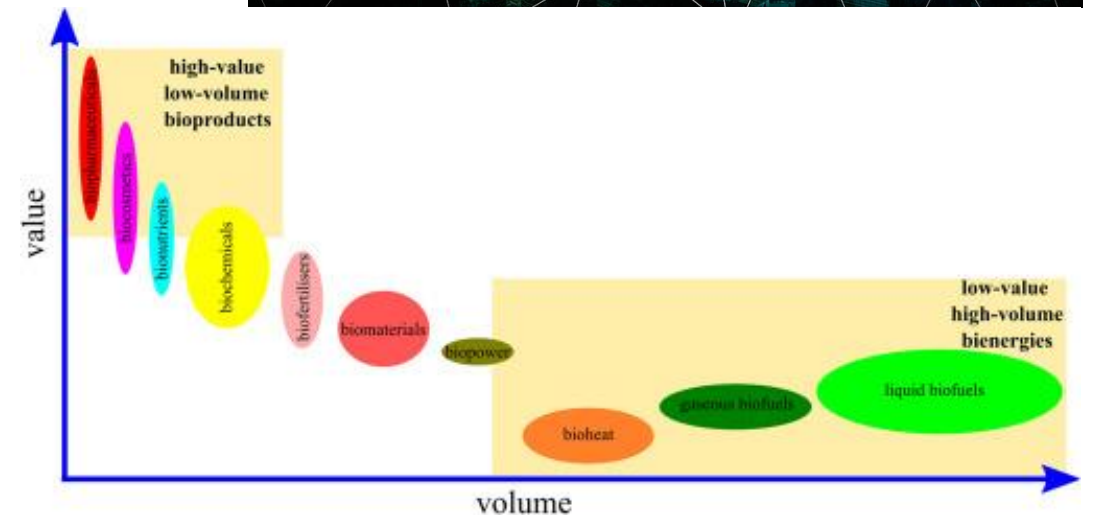 high-value
low-volume
bioproducts
biopharmaceuticals
biocosmetics
bionutrients
biochemicals
biofertilisers
biomaterials
biopower
low-value
high-volume
bienergies
liquid biofuels
gaseous biofuels
bioheat
value
volume